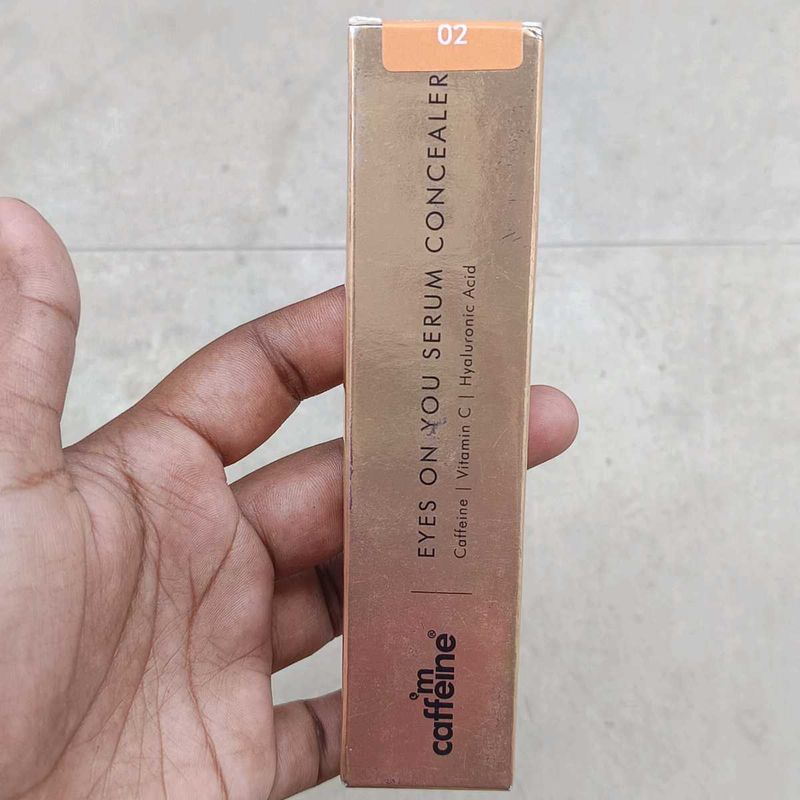 02
EYES ON YOU SERUM CONCEALER
Caffeine | Vitamin C | Hyaluronic Acid
m
caffeine®